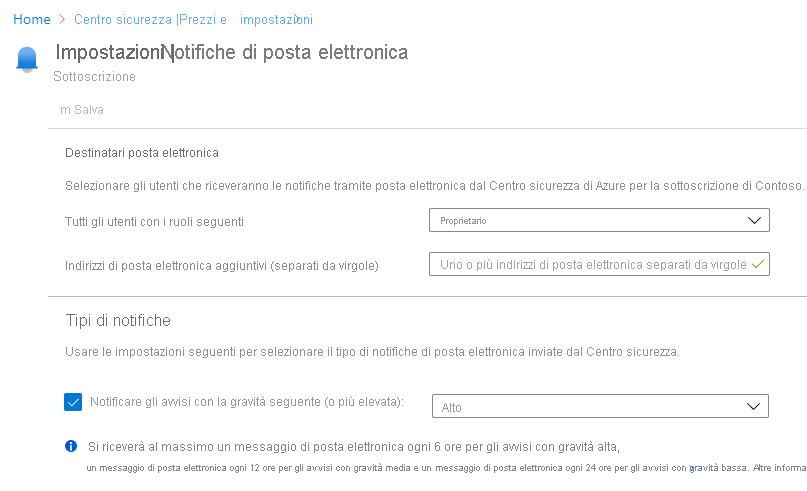 Home > Centro sicurezza |Prezzi e impostazioni
Impostazioni |Notifiche di posta elettronica
Sottoscrizione
m Salva
Destinatari posta elettronica
Selezionare gli utenti che riceveranno le notifiche tramite posta elettronica dal Centro sicurezza di Azure per la sottoscrizione di Contoso.
Tutti gli utenti con i ruoli seguenti
Proprietario
Indirizzi di posta elettronica aggiuntivi (separati da virgole)
Uno o più indirizzi di posta elettronica separati da virgole
Tipi di notifiche
Usare le impostazioni seguenti per selezionare il tipo di notifiche di posta elettronica inviate dal Centro sicurezza.
Notificare gli avvisi con la gravità seguente (o più elevata):
Alto
Si riceverà al massimo un messaggio di posta elettronica ogni 6 ore per gli avvisi con gravità alta,
un messaggio di posta elettronica ogni 12 ore per gli avvisi con gravità media e un messaggio di posta elettronica ogni 24 ore per gli avvisi con gravità bassa. Altre informa